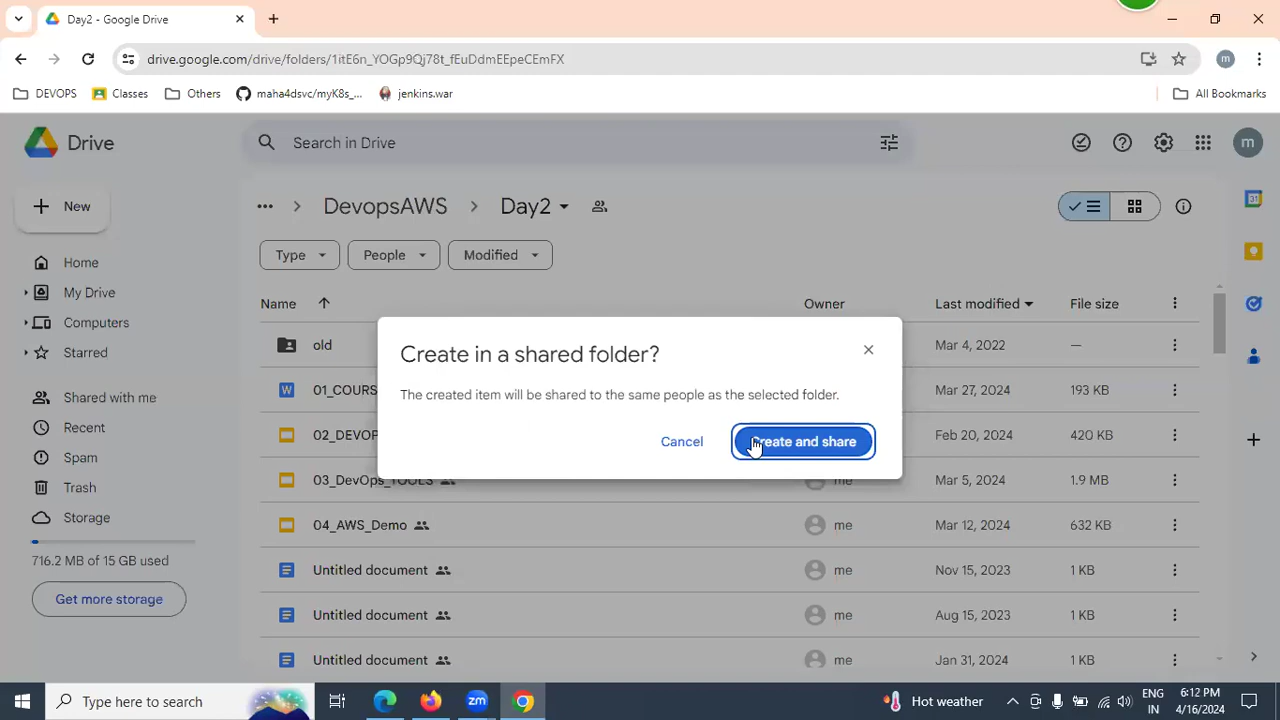 Day2 - Google Drive
drive.google.com/drive/folders/1itE6n_YOGp9Qj78t_fEuDdmEEpeCEmFX
m
DEVOPS
Classes
Others
maha4dsvc/myK8s_...
jenkins.war
All Bookmarks
Drive
Search in Drive
m
New
DevopsAWS
Day2
31
Home
My Drive
Computers
Starred
Shared with me
Recent
Spam
Trash
Storage
716.2 MB of 15 GB used
Get more storage
Type
People
Modified
Name
Owner
Last modified
File size
old
Mar 4, 2022
—
W
01_COURS
Mar 27, 2024
193 KB
02_DEVOP
Feb 20, 2024
420 KB
03_DevOps_TOOLS
me
Mar 5, 2024
1.9 MB
04_AWS_Demo
me
Mar 12, 2024
632 KB
Untitled document
me
Nov 15, 2023
1 KB
Untitled document
me
Aug 15, 2023
1 KB
Untitled document
me
Jan 31, 2024
1 KB
Create in a shared folder?
The created item will be shared to the same people as the selected folder.
Cancel
Create and share
Type here to search
zm
Hot weather
ENG
IN
6:12 PM
4/16/2024